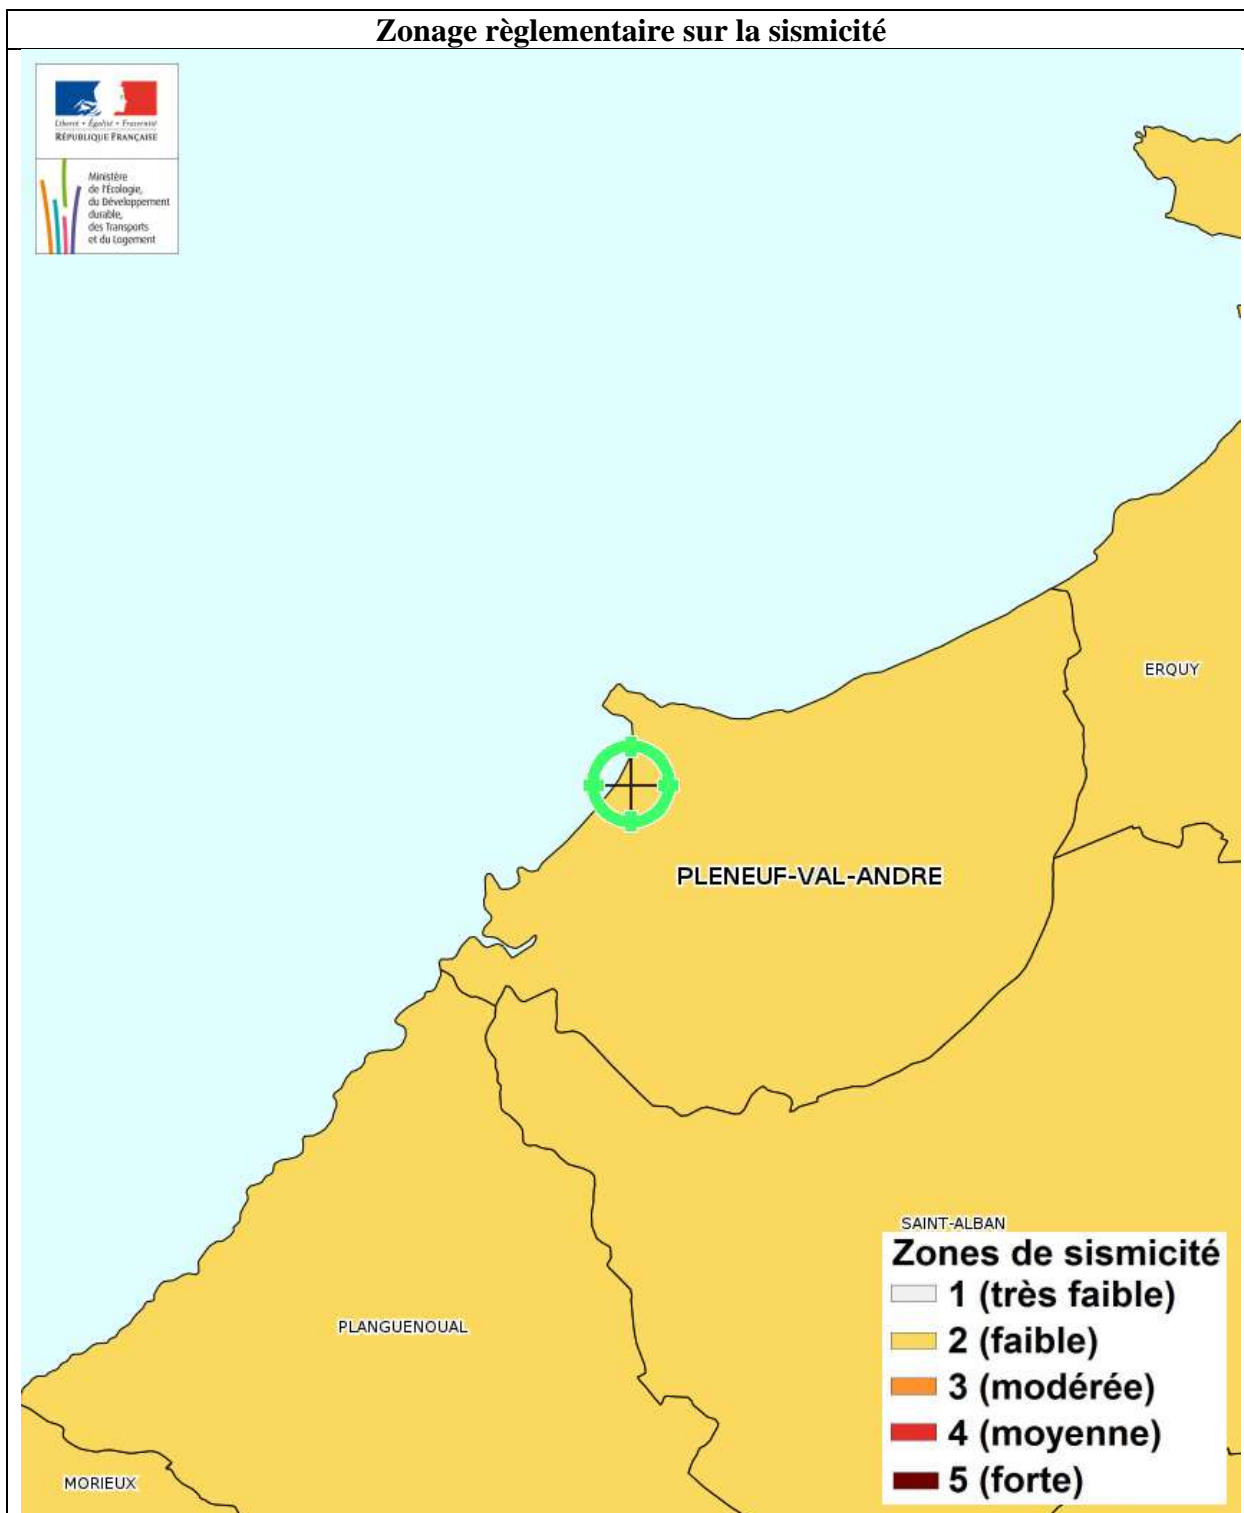 Zonage règlementaire sur la sismicité
Liberté • Égalité • Fraternité
RÉPUBLIQUE FRANÇAISE
Ministère
de l'Écologie,
du Développement
durable,
des Transports
et du Logement
ERQUY
PLENEUF-VAL-ANDRE
SAINT-ALBAN
PLANGUENOUAL
MORIEUX
Zones de sismicité
1 (très faible)
2 (faible)
3 (modérée)
4 (moyenne)
5 (forte)